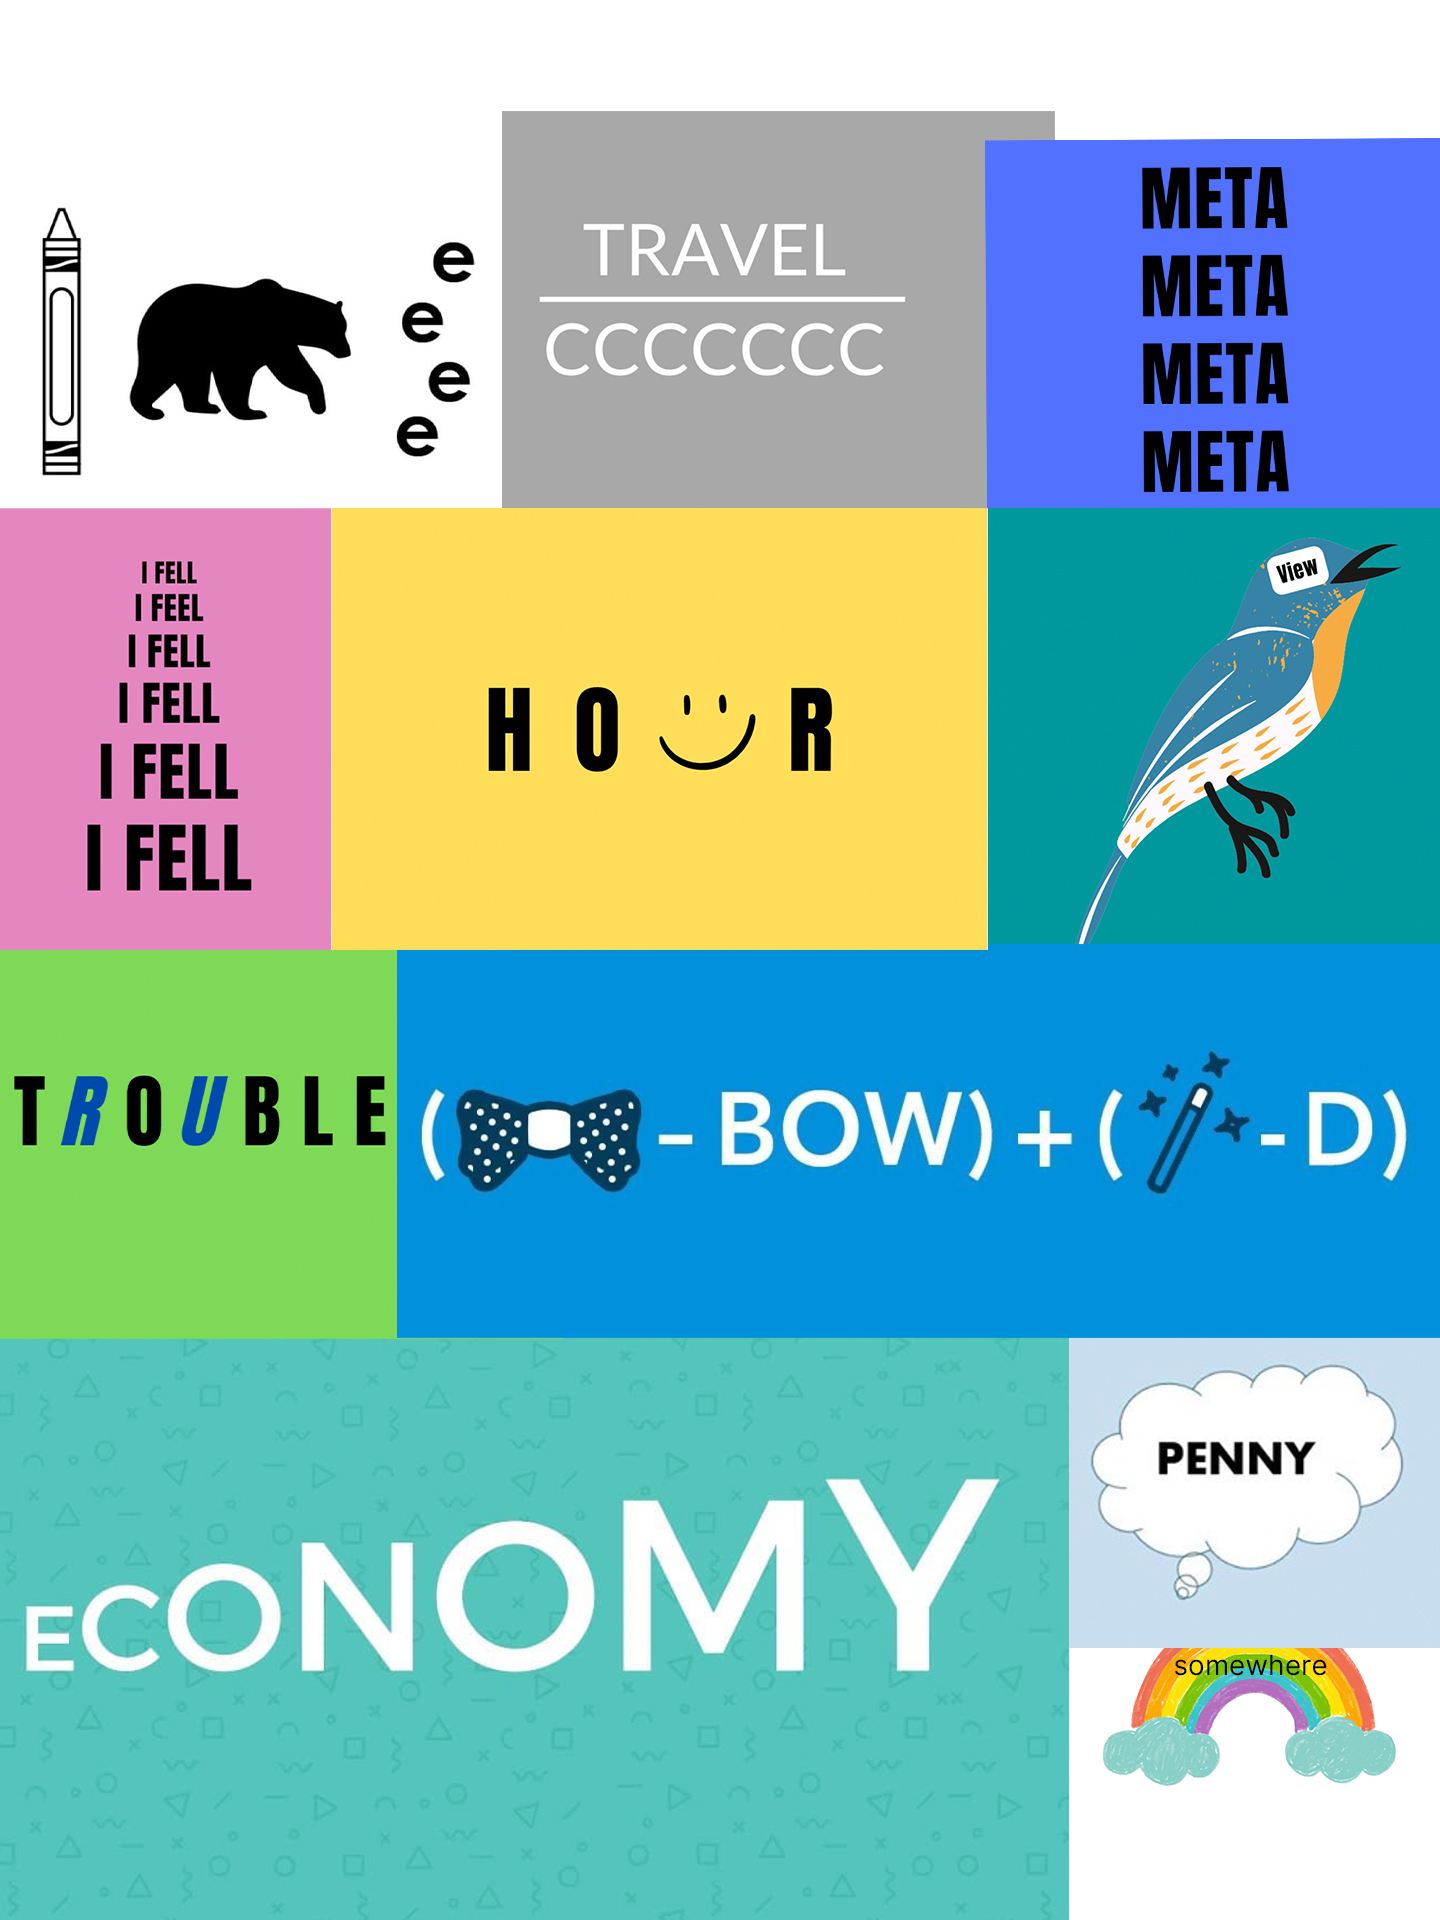 e
e
e
e
TRAVEL
CCCCCCC
META
META
META
META
I FELL
I FEEL
I FELL
I FELL
I FELL
I FELL
H O R
View
TROUBLE
( - BOW) + ( - D)
ECONOMY
PENNY
somewhere